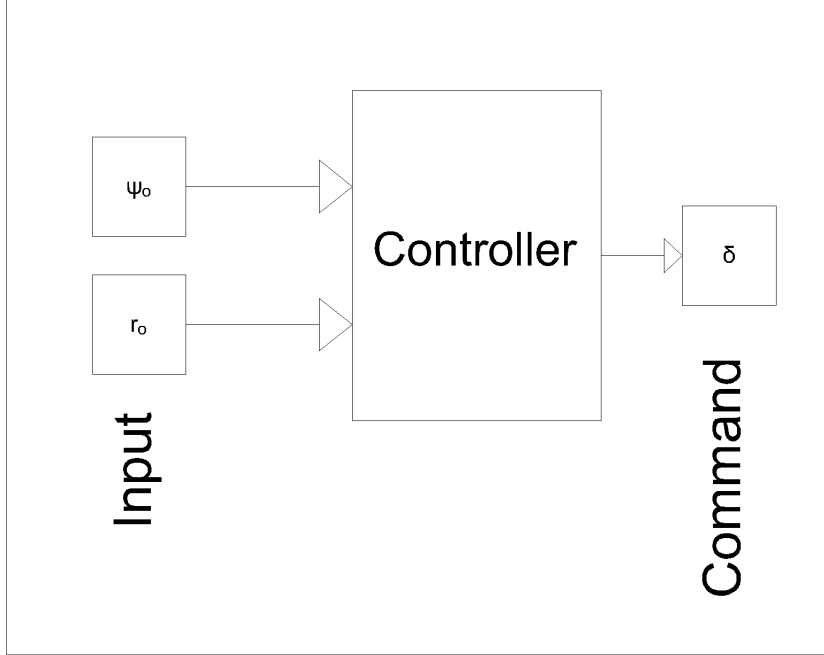 ψₒ
rₒ
Controller
δ
Input
Command